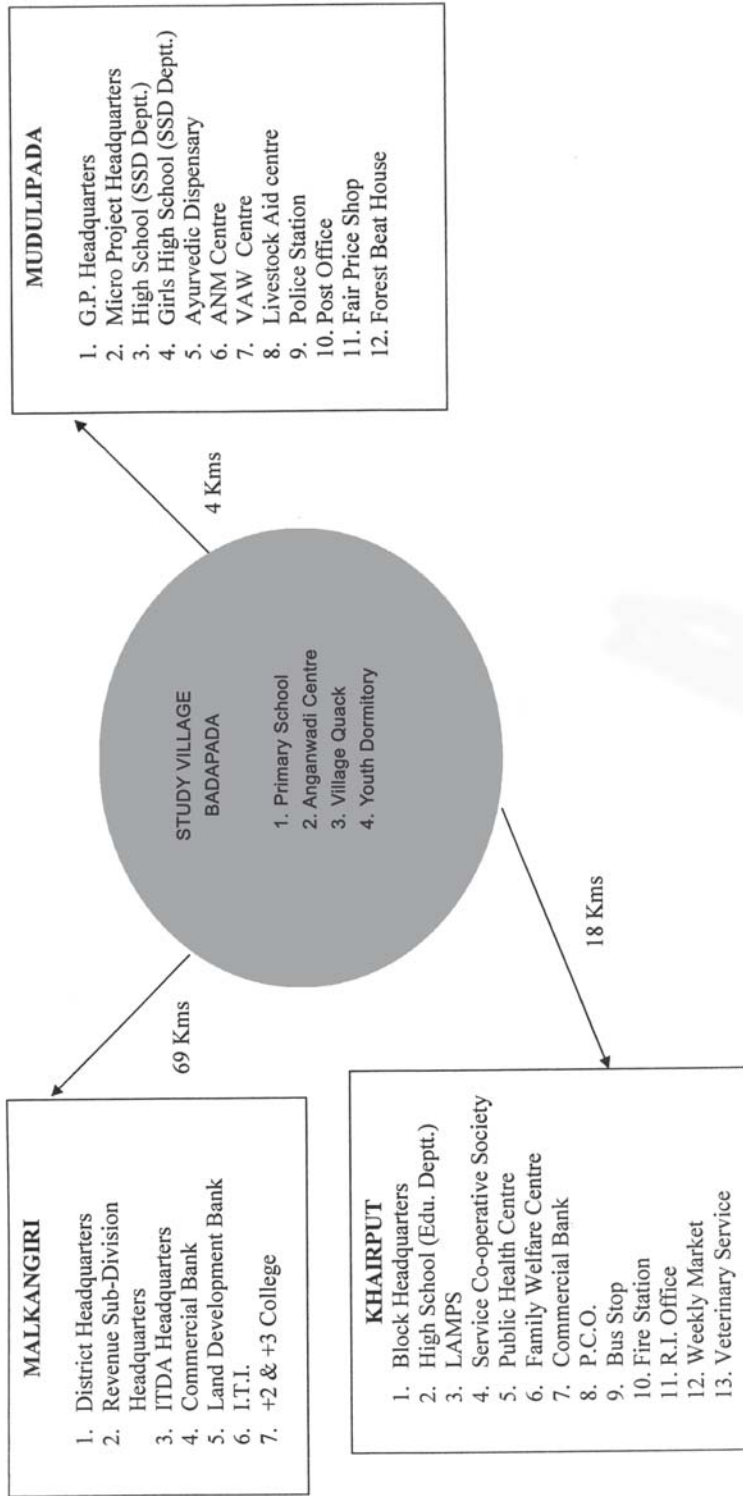 MALKANGIRI
1. District Headquarters
2. Revenue Sub-Division
Headquarters
3. ITDA Headquarters
4. Commercial Bank
5. Land Development Bank
6. I.T.I.
7. +2 & +3 College
69 Kms
STUDY VILLAGE
BADAPADA
1. Primary School
2. Anganwadi Centre
3. Village Quack
4. Youth Dormitory
4 Kms
MUDULIPADA
1. G.P. Headquarters
2. Micro Project Headquarters
3. High School (SSD Deptt.)
4. Girls High School (SSD Deptt.)
5. Ayurvedic Dispensary
6. ANM Centre
7. VAW Centre
8. Livestock Aid centre
9. Police Station
10. Post Office
11. Fair Price Shop
12. Forest Beat House
18 Kms
KHAIRPUT
1. Block Headquarters
2. High School (Edu. Deptt.)
3. LAMPS
4. Service Co-operative Society
5. Public Health Centre
6. Family Welfare Centre
7. Commercial Bank
8. P.C.O.
9. Bus Stop
10. Fire Station
11. R.I. Office
12. Weekly Market
13. Veterinary Service